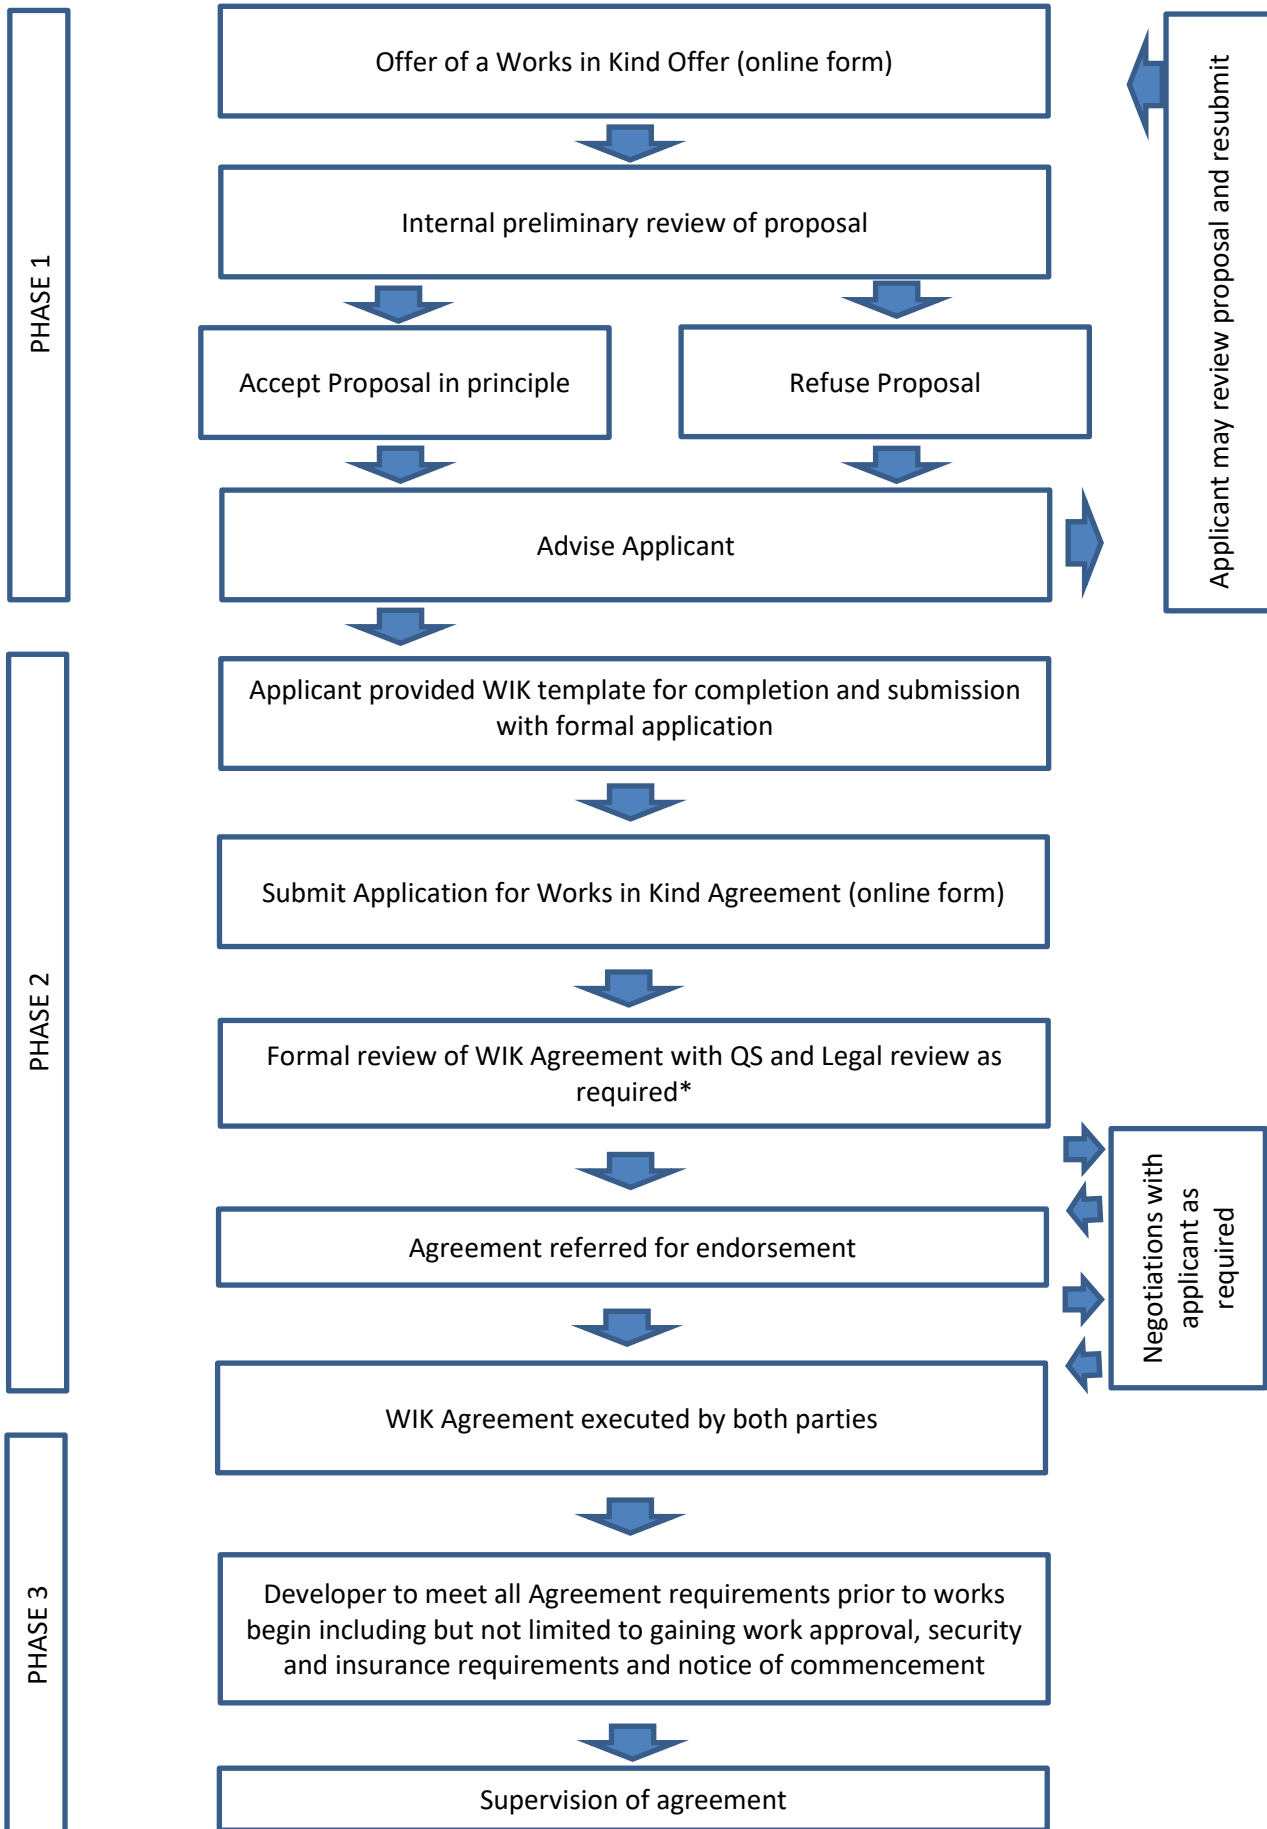 PHASE 1
Offer of a Works in Kind Offer (online form)
Internal preliminary review of proposal
Accept Proposal in principle
Refuse Proposal
Advise Applicant
Applicant may review proposal and resubmit
PHASE 2
Applicant provided WIK template for completion and submission
with formal application
Submit Application for Works in Kind Agreement (online form)
Formal review of WIK Agreement with QS and Legal review as
required*
Agreement referred for endorsement
Negotiations with
applicant as
required
WIK Agreement executed by both parties
PHASE 3
Developer to meet all Agreement requirements prior to works
begin including but not limited to gaining work approval, security
and insurance requirements and notice of commencement
Supervision of agreement